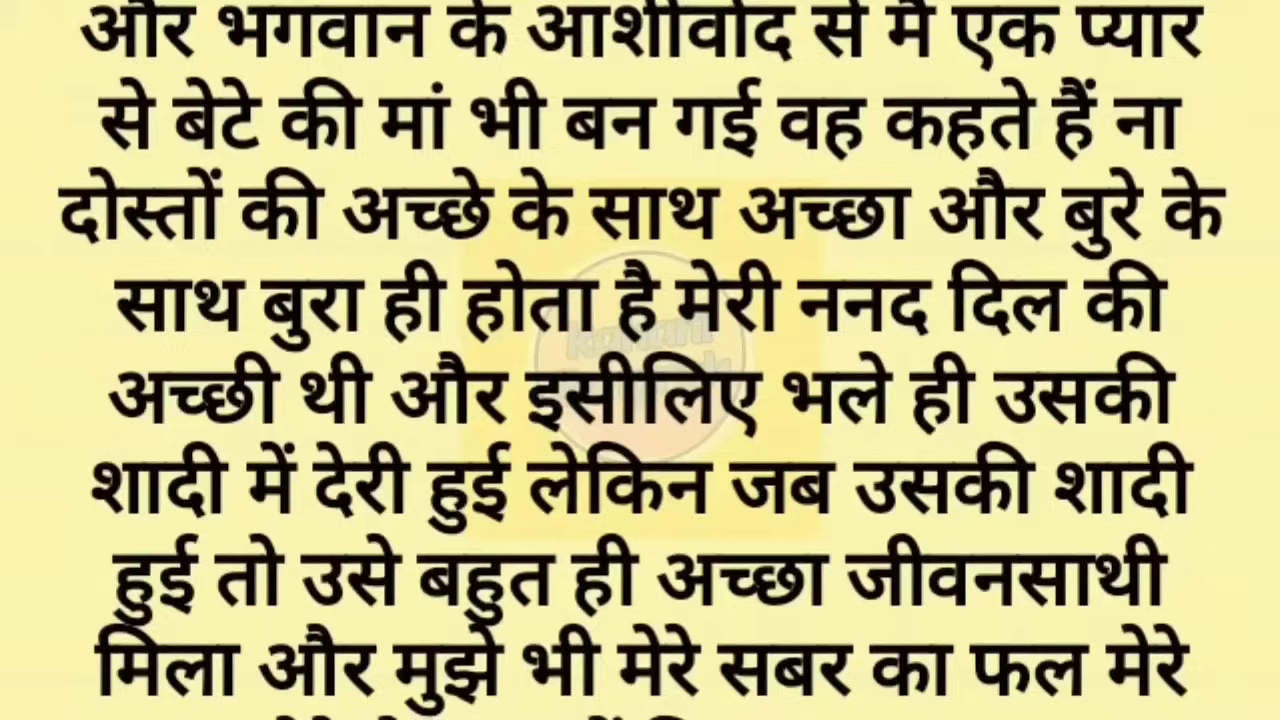 और भगवान के आशीर्वाद से मैं एक प्यार
से बेटे की मां भी बन गई वह कहते हैं ना
दोस्तों की अच्छे के साथ अच्छा और बुरे के
साथ बुरा ही होता है मेरी ननद दिल की
अच्छी थी और इसीलिए भले ही उसकी
शादी में देरी हुई लेकिन जब उसकी शादी
हुई तो उसे बहुत ही अच्छा जीवनसाथी
मिला और मुझे भी मेरे सबर का फल मेरे